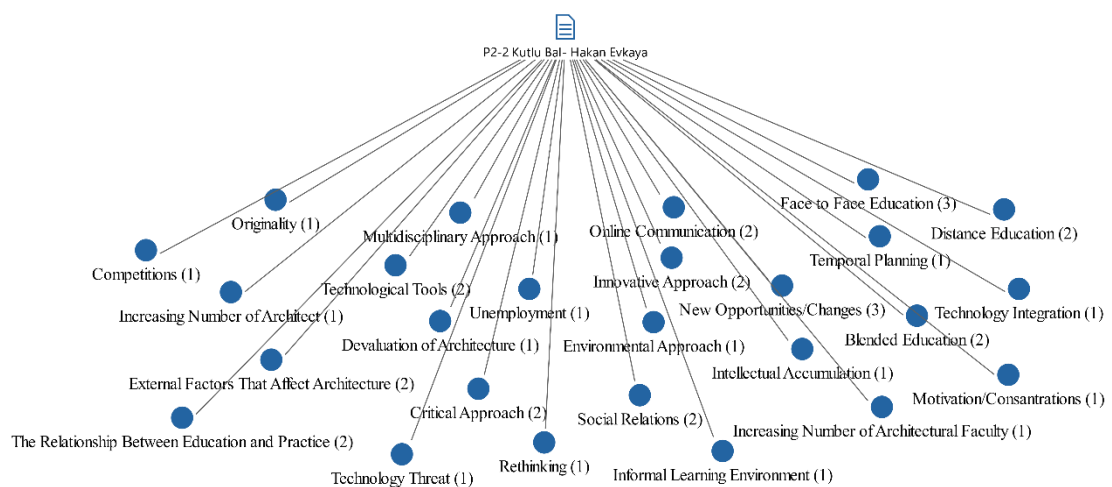 P2-2 Kutlu Bal- Hakan Evkaya
Face to Face Education (3)
Originality (1)
Distance Education (2)
Online Communication (2)
Multidisciplinary Approach (1)
Temporal Planning (1)
Competitions (1)
Innovative Approach (2)
Technological Tools (2)
New Opportunities/Changes (3)
Unemployment (1)
Technology Integration (1)
Increasing Number of Architect (1)
Blended Education (2)
Devaluation of Architecture (1)
Environmental Approach (1)
Intellectual Accumulation (1)
External Factors That Affect Architecture (2)
Motivation/Consantrations (1)
Critical Approach (2)
Social Relations (2)
Increasing Number of Architectural Faculty (1)
The Relationship Between Education and Practice (2)
Rethinking (1)
Informal Learning Environment (1)
Technology Threat (1)